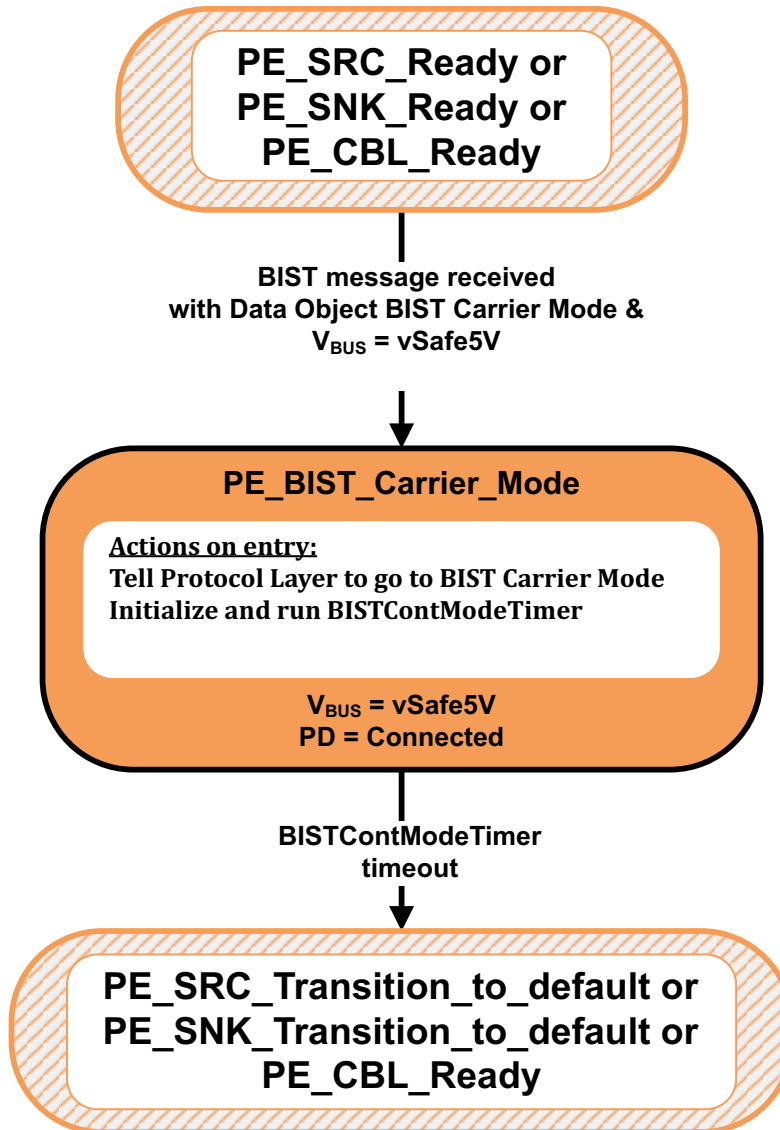 PE_SRC_Ready or
PE_SNK_Ready or
PE_CBL_Ready
BIST message received
with Data Object BIST Carrier Mode &
VBUS = vSafe5V
PE_BIST_Carrier_Mode
Actions on entry:
Tell Protocol Layer to go to BIST Carrier Mode
Initialize and run BISTContModeTimer
VBUS = vSafe5V
PD = Connected
BISTContModeTimer
timeout
PE_SRC_Transition_to_default or
PE_SNK_Transition_to_default or
PE_CBL_Ready